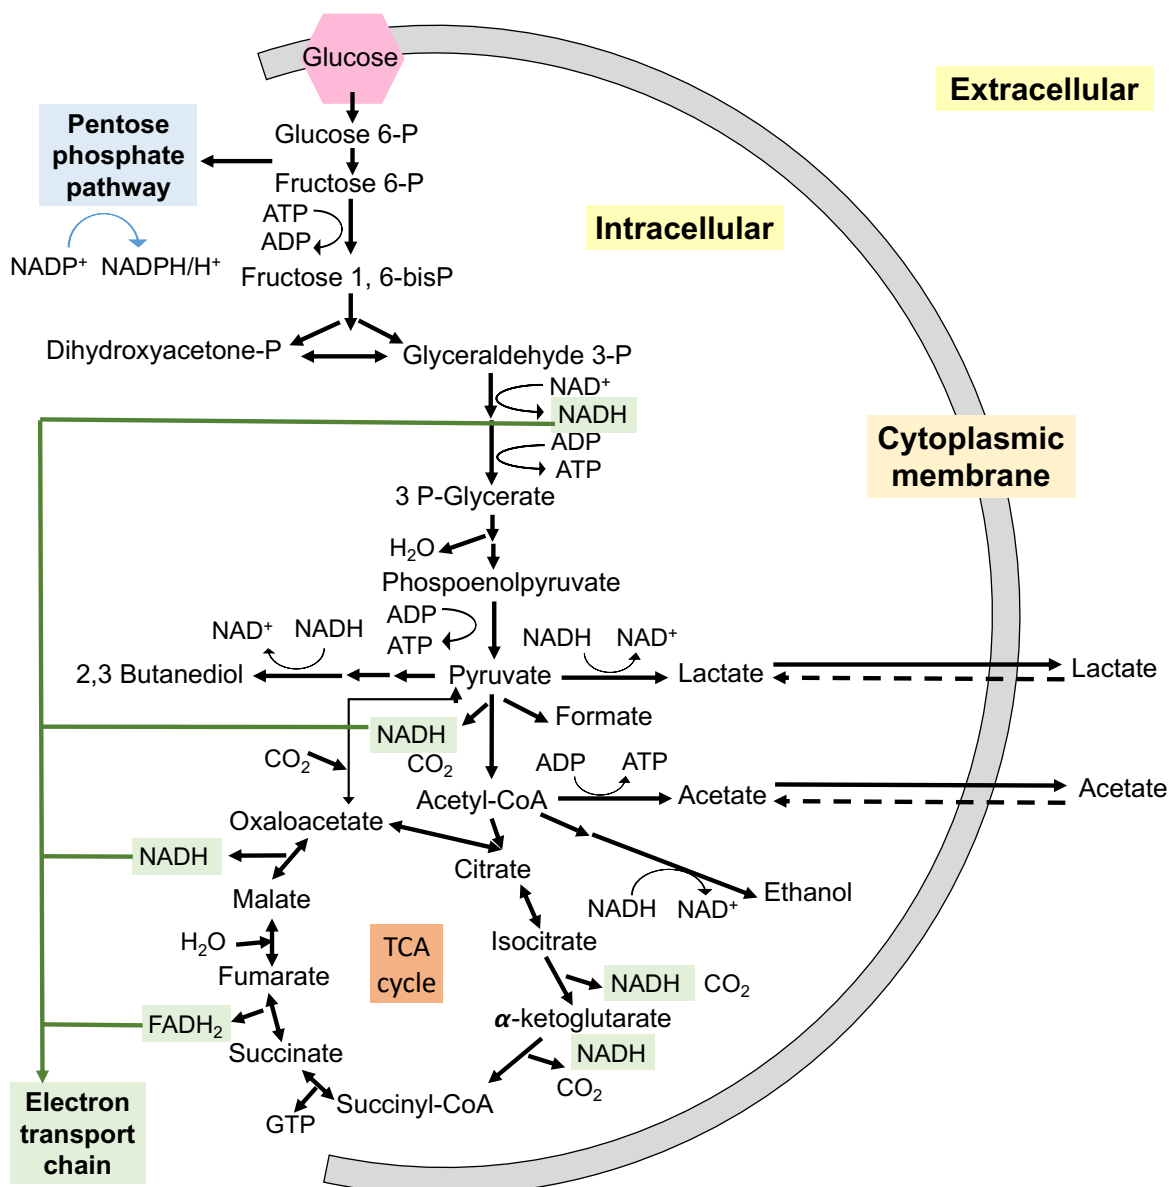 Glucose
Extracellular
Pentose
phosphate
pathway
Glucose 6-P
Fructose 6-P
ATP
ADP
Intracellular
NADP⁺ NADPH/H⁺
Fructose 1, 6-bisP
Dihydroxyacetone-P
Glyceraldehyde 3-P
NAD⁺
NADH
ADP
ATP
Cytoplasmic
membrane
3 P-Glycerate
H₂O
Phospoenolpyruvate
ADP
ATP
NAD⁺ NADH
NADH NAD⁺
2,3 Butanediol
Pyruvate
Lactate
Lactate
Formate
NADH
CO₂
CO₂
ADP ATP
Acetyl-CoA
Acetate
Acetate
Oxaloacetate
NADH
Citrate
Malate
NADH NAD⁺
Ethanol
H₂O
TCA
cycle
Isocitrate
Fumarate
NADH CO₂
α-ketoglutarate
FADH₂
NADH
Succinate
CO₂
Succinyl-CoA
GTP
Electron
transport
chain